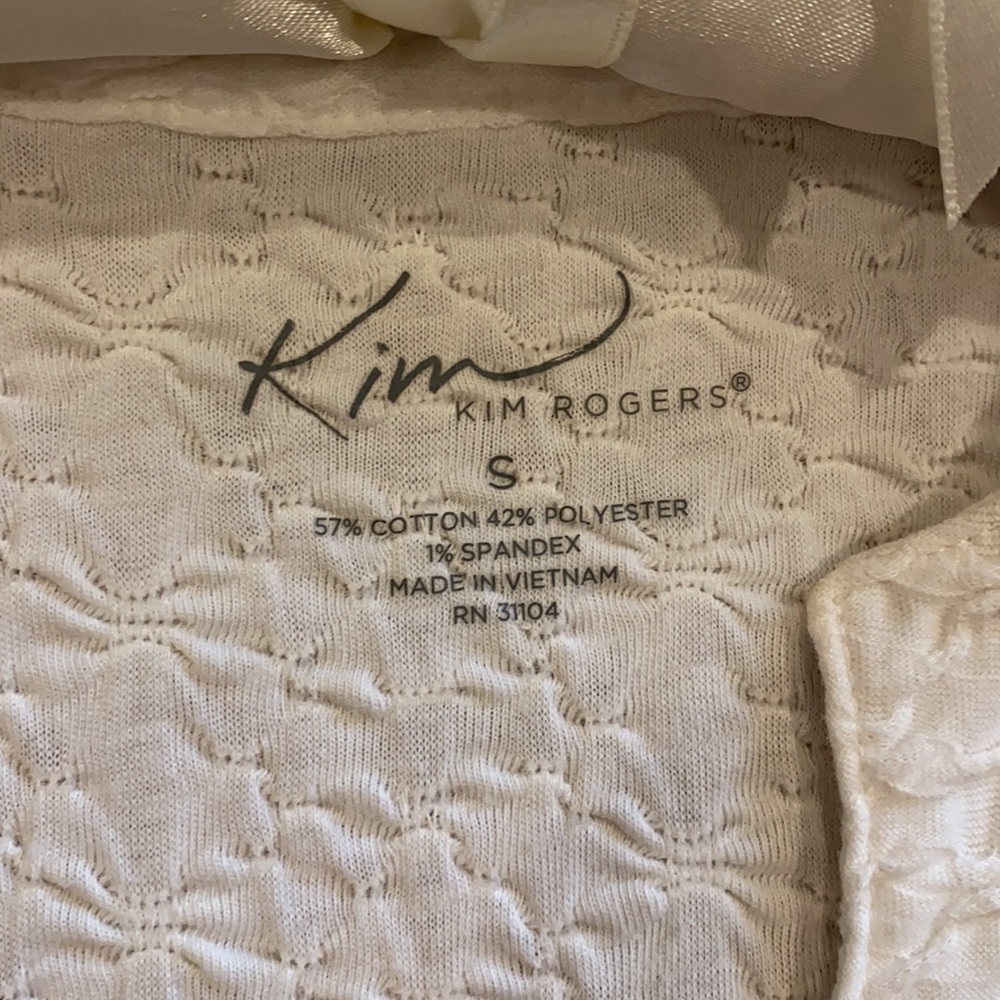 Kim
KIM ROGERS®
S
57% COTTON 42% POLYESTER
1% SPANDEX
MADE IN VIETNAM
RN 31104